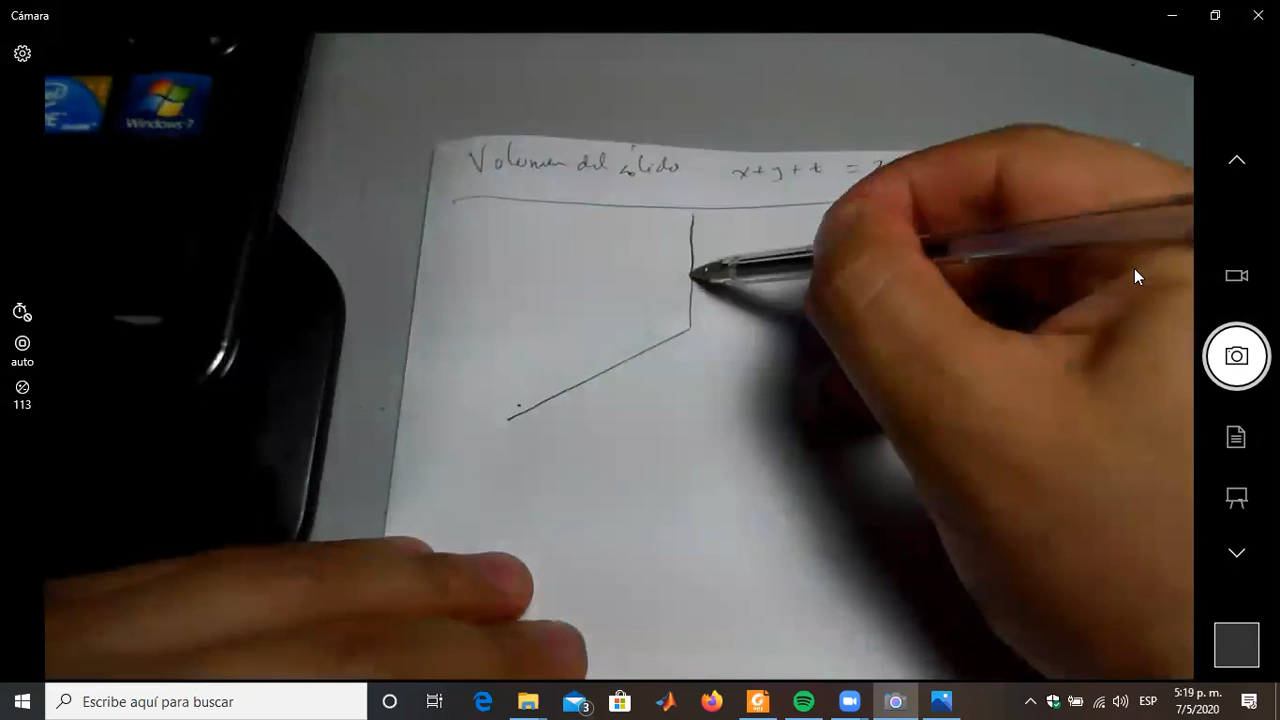 Cámara
Windows 7
Volumen del sólido x+y+z =
auto
113
Escribe aquí para buscar
3
ESP
5:19 p. m.
7/5/2020